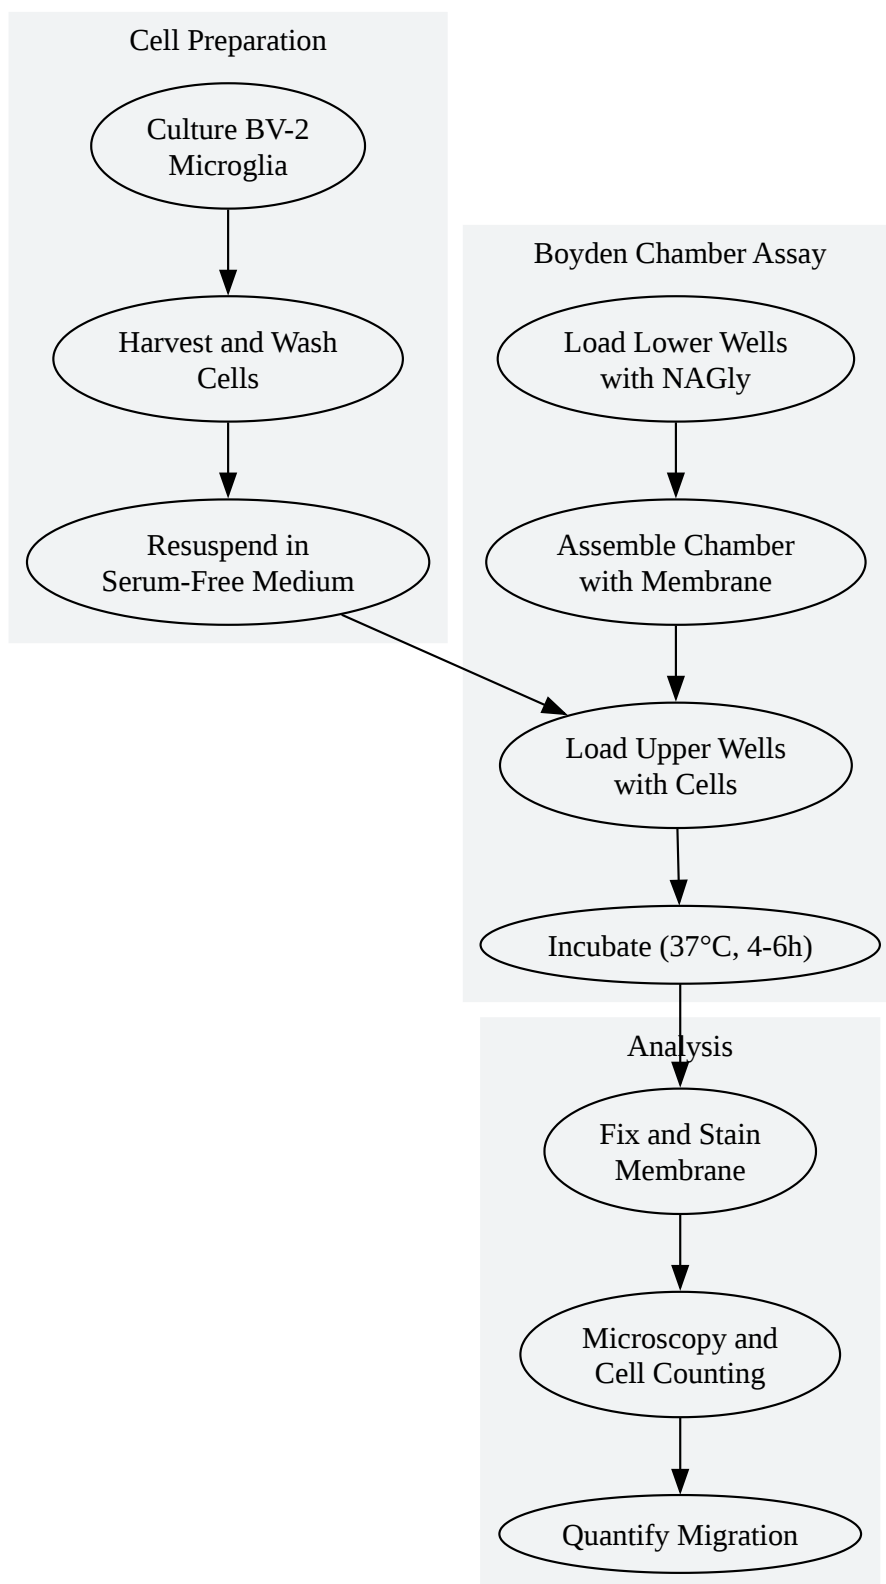 Cell Preparation
Culture BV-2
Microglia
Harvest and Wash
Cells
Resuspend in
Serum-Free Medium
Boyden Chamber Assay
Load Lower Wells
with NAGly
Assemble Chamber
with Membrane
Load Upper Wells
with Cells
Incubate (37°C, 4-6h)
Analysis
Fix and Stain
Membrane
Microscopy and
Cell Counting
Quantify Migration